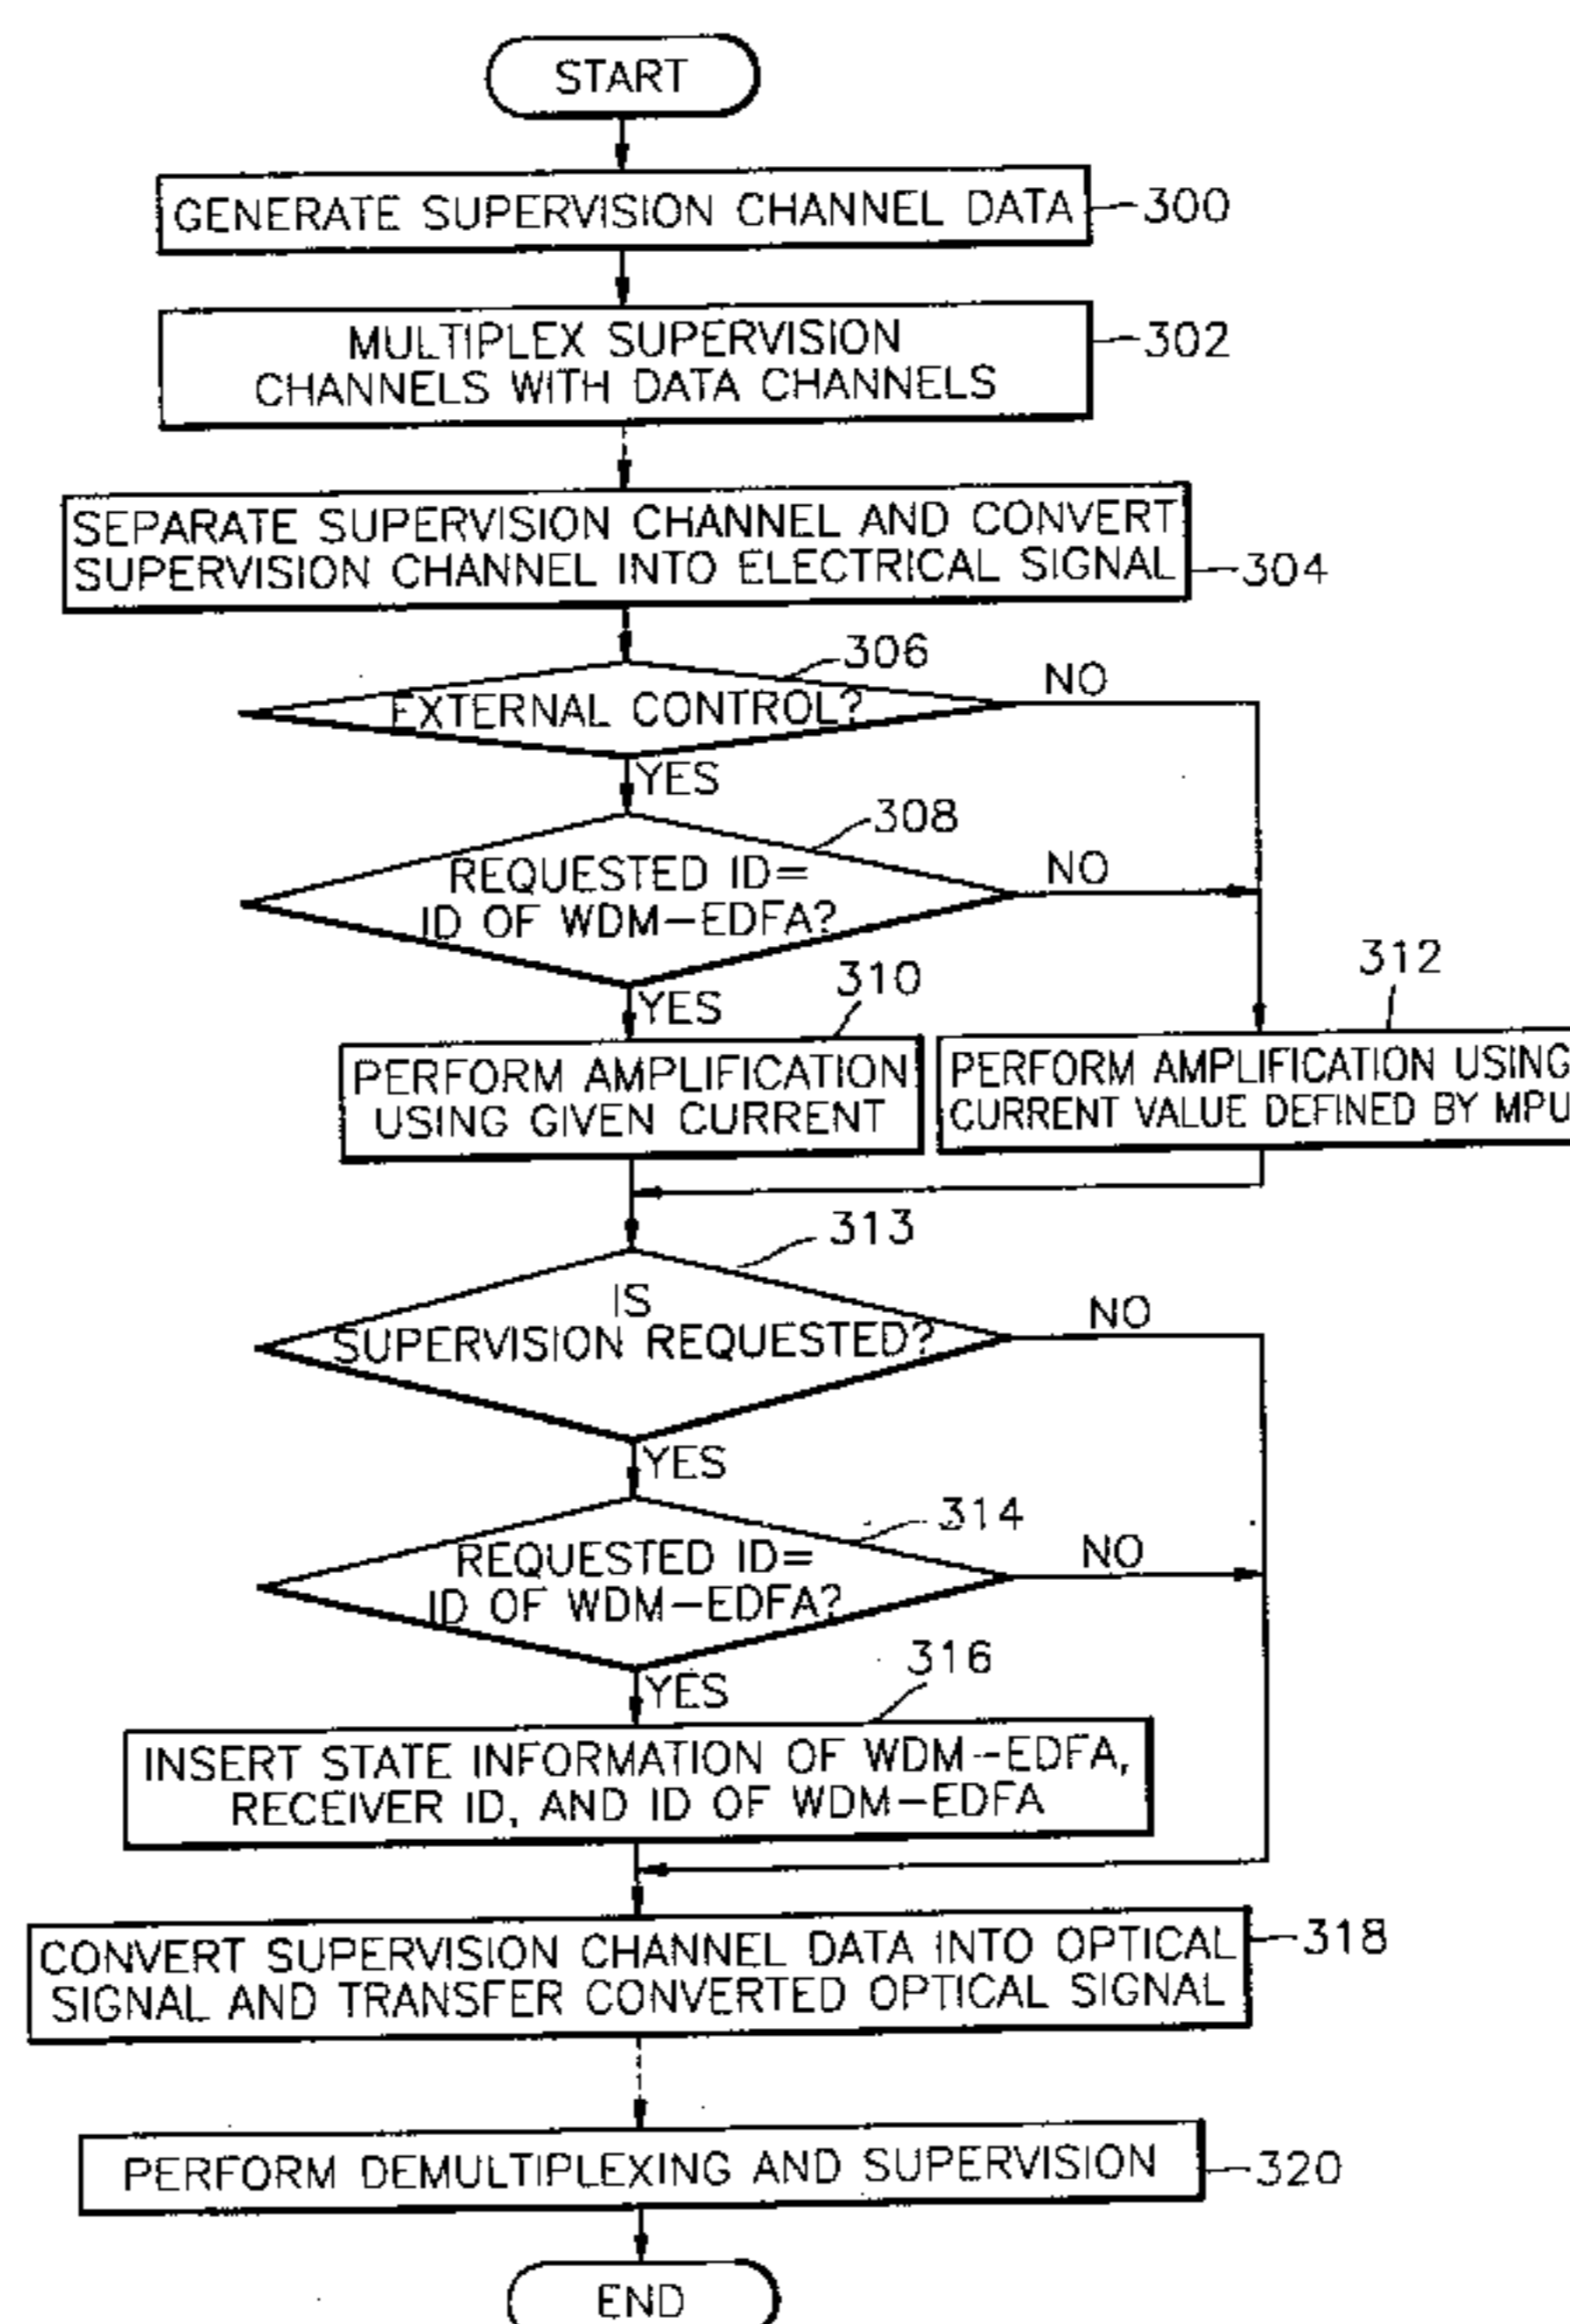 START
GENERATE SUPERVISION CHANNEL DATA
300
MULTIPLEX SUPERVISION
CHANNELS WITH DATA CHANNELS
302
SEPARATE SUPERVISION CHANNEL AND CONVERT
SUPERVISION CHANNEL INTO ELECTRICAL SIGNAL
304
306
EXTERNAL CONTROL?
NO
YES
308
REQUESTED ID=
ID OF WDM-EDFA?
NO
YES
310
312
PERFORM AMPLIFICATION
USING GIVEN CURRENT
PERFORM AMPLIFICATION USING
CURRENT VALUE DEFINED BY MPU
313
IS
SUPERVISION REQUESTED?
NO
YES
314
REQUESTED ID=
ID OF WDM-EDFA?
NO
YES
316
INSERT STATE INFORMATION OF WDM-EDFA,
RECEIVER ID, AND ID OF WDM-EDFA
CONVERT SUPERVISION CHANNEL DATA INTO OPTICAL
SIGNAL AND TRANSFER CONVERTED OPTICAL SIGNAL
318
PERFORM DEMULTIPLEXING AND SUPERVISION
320
END